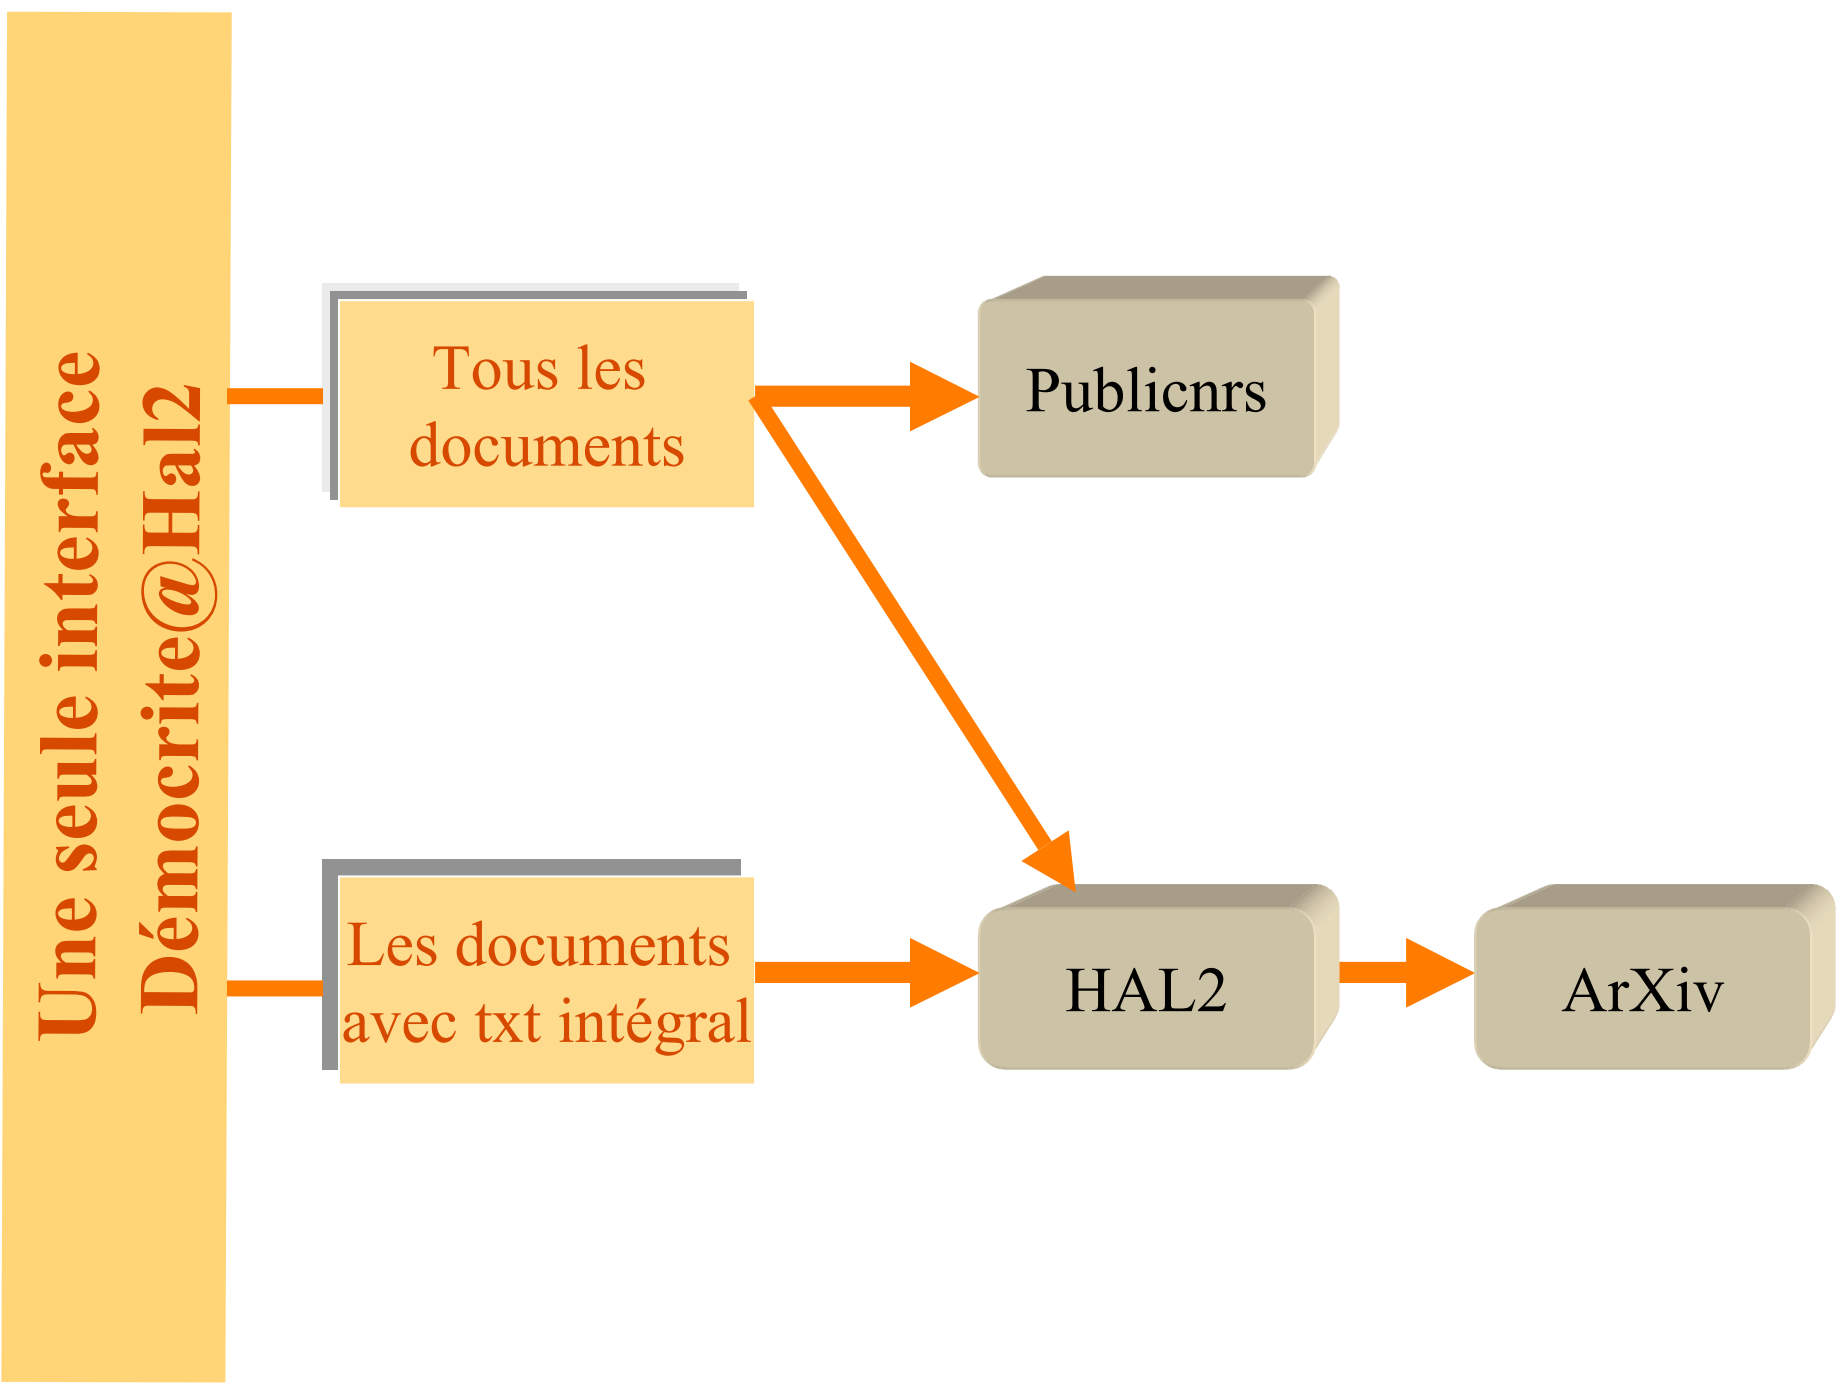 Une seule interface
Démocrite@Hal2
Tous les
documents
Publicnrs
Les documents
avec txt intégral
HAL2
ArXiv